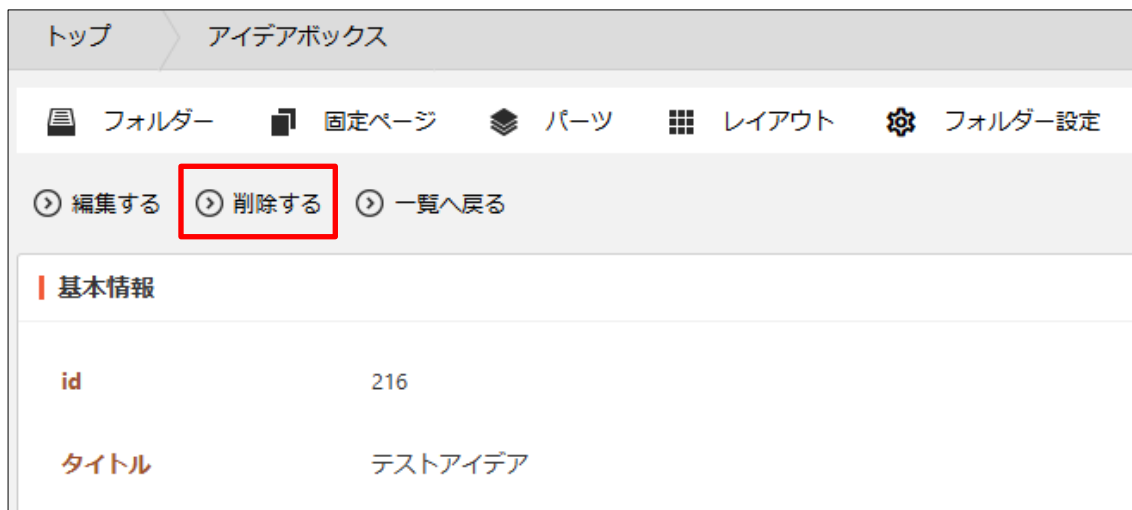 トップ アイデアボックス
フォルダー 固定ページ パーツ レイアウト フォルダー設定
編集する 削除する 一覧へ戻る
基本情報
id 216
タイトル テストアイデア